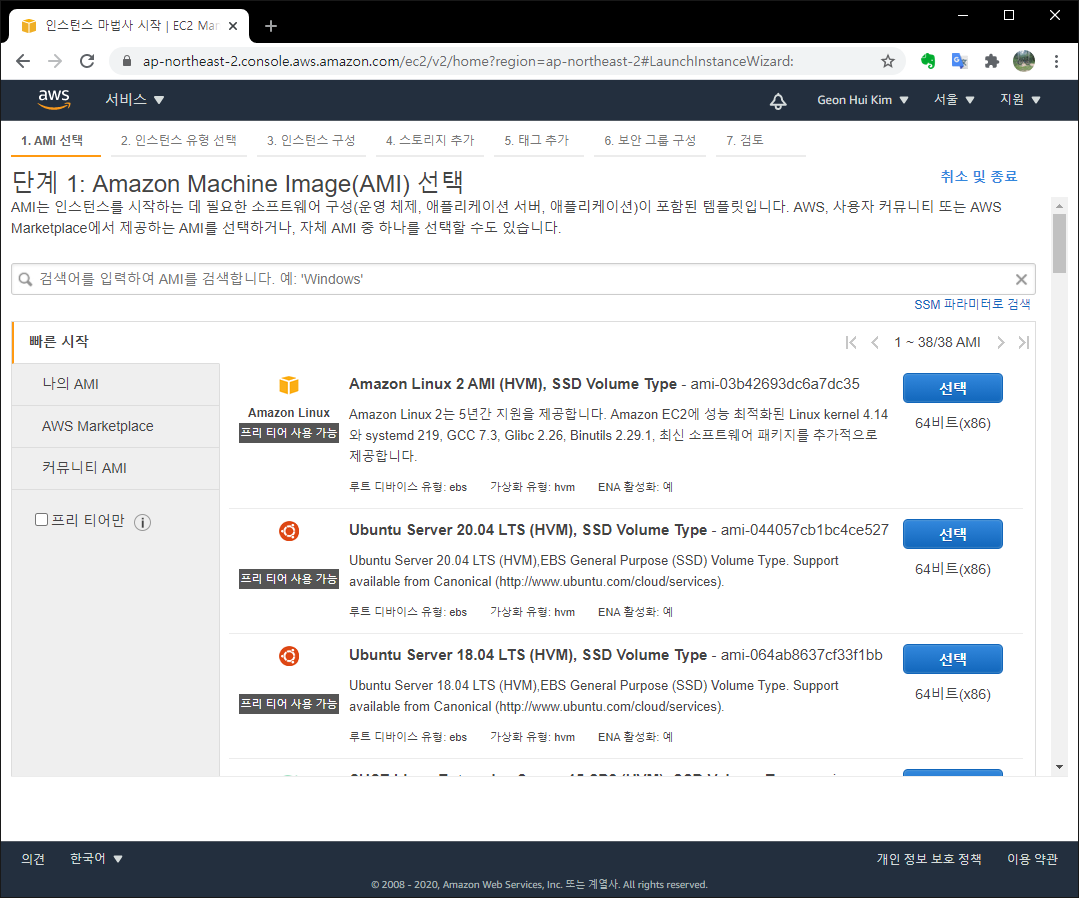 인스턴스 마법사 시작 | EC2 Mar
ap-northeast-2.console.aws.amazon.com/ec2/v2/home?region=ap-northeast-2#LaunchInstanceWizard:
aws 서비스 Geon Hui Kim 서울 지원
1. AMI 선택 2. 인스턴스 유형 선택 3. 인스턴스 구성 4. 스토리지 추가 5. 태그 추가 6. 보안 그룹 구성 7. 검토
단계 1: Amazon Machine Image(AMI) 선택
취소 및 종료
AMI는 인스턴스를 시작하는 데 필요한 소프트웨어 구성(운영 체제, 애플리케이션 서버, 애플리케이션)이 포함된 템플릿입니다. AWS, 사용자 커뮤니티 또는 AWS
Marketplace에서 제공하는 AMI를 선택하거나, 자체 AMI 중 하나를 선택할 수도 있습니다.
검색어를 입력하여 AMI를 검색합니다. 예: 'Windows'
SSM 파라미터로 검색
빠른 시작
1 ~ 38/38 AMI
나의 AMI
AWS Marketplace
커뮤니티 AMI
프리 티어만
Amazon Linux
프리 티어 사용 가능
Amazon Linux 2 AMI (HVM), SSD Volume Type - ami-03b42693dc6a7dc35
Amazon Linux 2는 5년간 지원을 제공합니다. Amazon EC2에 성능 최적화된 Linux kernel 4.14
와 systemd 219, GCC 7.3, Glibc 2.26, Binutils 2.29.1, 최신 소프트웨어 패키지를 추가적으로
제공합니다.
루트 디바이스 유형: ebs 가상화 유형: hvm ENA 활성화: 예
선택
64비트(x86)
프리 티어 사용 가능
Ubuntu Server 20.04 LTS (HVM), SSD Volume Type - ami-044057cb1bc4ce527
Ubuntu Server 20.04 LTS (HVM),EBS General Purpose (SSD) Volume Type. Support
available from Canonical (http://www.ubuntu.com/cloud/services).
루트 디바이스 유형: ebs 가상화 유형: hvm ENA 활성화: 예
선택
64비트(x86)
프리 티어 사용 가능
Ubuntu Server 18.04 LTS (HVM), SSD Volume Type - ami-064ab8637cf33f1bb
Ubuntu Server 18.04 LTS (HVM),EBS General Purpose (SSD) Volume Type. Support
available from Canonical (http://www.ubuntu.com/cloud/services).
루트 디바이스 유형: ebs 가상화 유형: hvm ENA 활성화: 예
선택
64비트(x86)
의견 한국어 개인 정보 보호 정책 이용 약관
© 2008 - 2020, Amazon Web Services, Inc. 또는 계열사. All rights reserved.